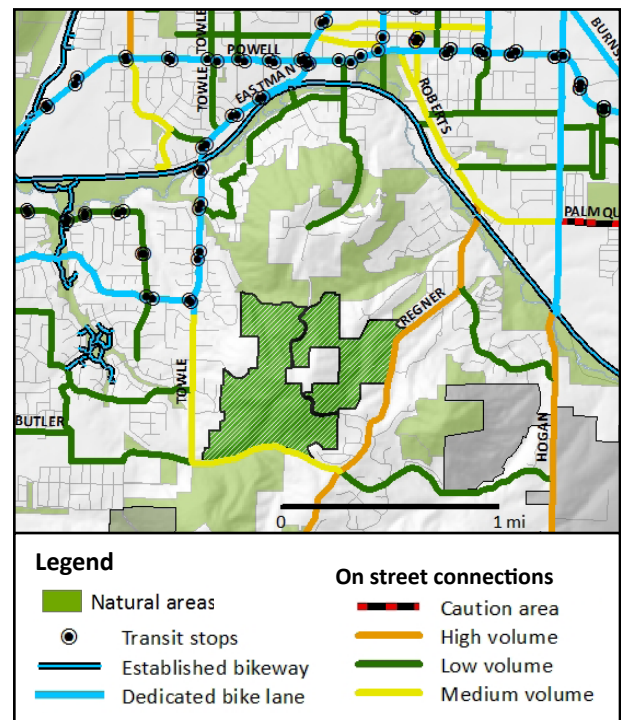 TOWLE
TOWLE
POWELL
EASTMAN
BURNS
ROBERTS
PALMQU
REGNER
TOWLE
BUTLER
HOGAN
0 1 mi
Legend
Natural areas
Transit stops
Established bikeway
Dedicated bike lane
On street connections
Caution area
High volume
Low volume
Medium volume